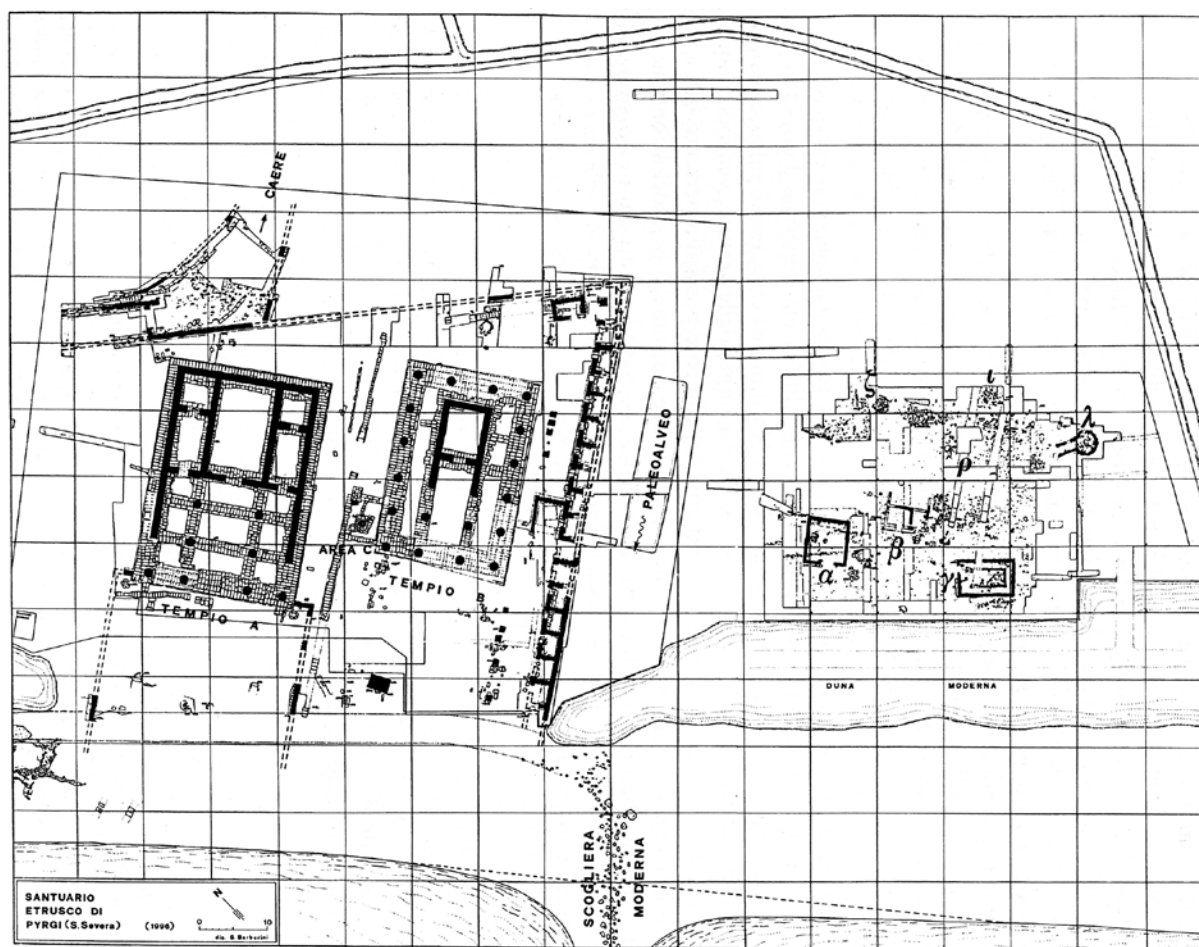 CAERE
ξ
ι
λ
ρ
PALEOALVEO
AREA C
β
α
γ
TEMPIO B
TEMPIO A
DUNA MODERNA
SCOGLIERA
MODERNA
SANTUARIO
ETRUSCO DI
PYRGI (S.Severa) (1996)
N
0 10